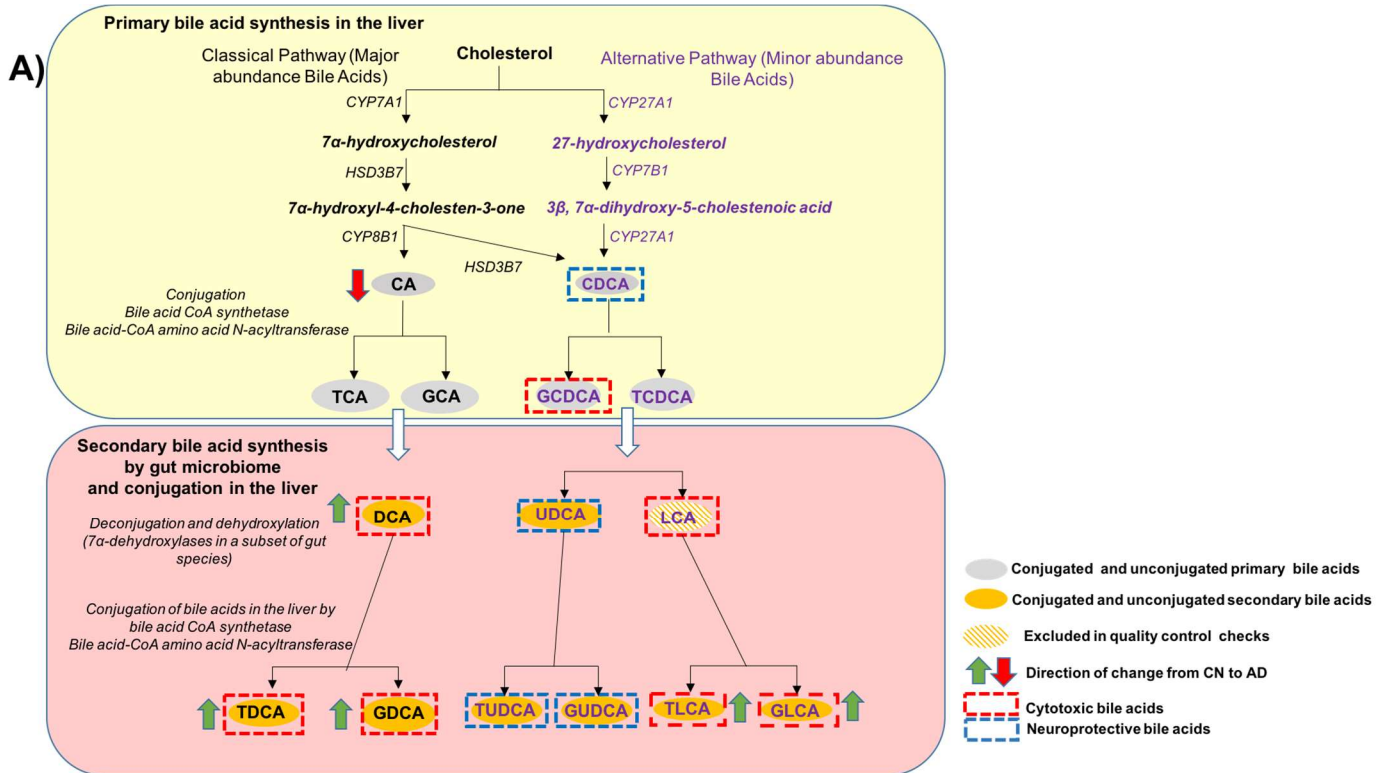 A)
Primary bile acid synthesis in the liver
Classical Pathway (Major
abundance Bile Acids)
Cholesterol
Alternative Pathway (Minor abundance
Bile Acids)
CYP7A1
CYP27A1
7α-hydroxycholesterol
27-hydroxycholesterol
HSD3B7
CYP7B1
7α-hydroxyl-4-cholesten-3-one
3β, 7α-dihydroxy-5-cholestenoic acid
CYP8B1
CYP27A1
HSD3B7
CA
CDCA
Conjugation
Bile acid CoA synthetase
Bile acid-CoA amino acid N-acyltransferase
TCA
GCA
GCDCA
TCDCA
Secondary bile acid synthesis
by gut microbiome
and conjugation in the liver
DCA
UDCA
LCA
Deconjugation and dehydroxylation
(7α-dehydroxylases in a subset of gut
species)
Conjugation of bile acids in the liver by
bile acid CoA synthetase
Bile acid-CoA amino acid N-acyltransferase
TDCA
GDCA
TUDCA
GUDCA
TLCA
GLCA
Conjugated and unconjugated primary bile acids
Conjugated and unconjugated secondary bile acids
Excluded in quality control checks
Direction of change from CN to AD
Cytotoxic bile acids
Neuroprotective bile acids